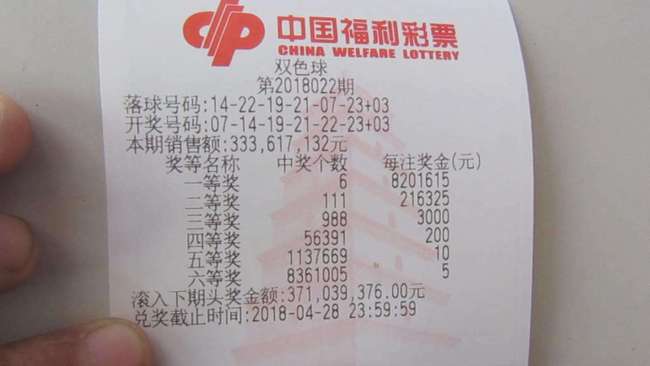 中国福利彩票
CHINA WELFARE LOTTERY
双色球
第2018022期
落球号码:14-22-19-21-07-23+03
开奖号码:07-14-19-21-22-23+03
本期销售额:333,617,132元
奖等名称 中奖个数 每注奖金(元)
一等奖 6 8201615
二等奖 111 216325
三等奖 988 3000
四等奖 56391 200
五等奖 1137669 10
六等奖 8361005 5
滚入下期头奖金额:371,039,376.00元
兑奖截止时间:2018-04-28 23:59:59